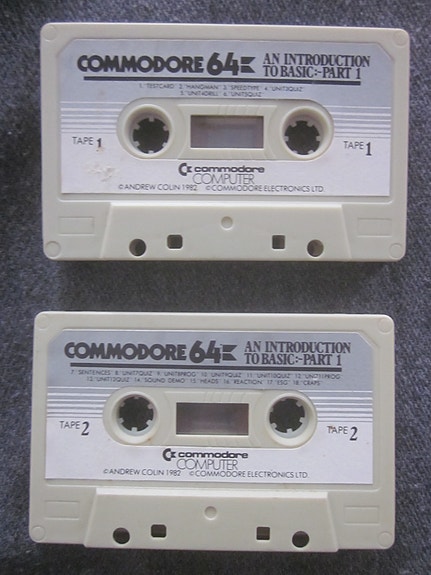 COMMODORE 64 AN INTRODUCTION
TO BASIC:-PART 1
1. 'TESTCARD' 2. 'HANGMAN' 3. 'SPEEDTYPE' 4. 'UNIT3QUIZ'
5. 'UNIT4DRILL' 6. 'UNIT5QUIZ'
TAPE 1
TAPE 1
commodore
COMPUTER
©ANDREW COLIN 1982 ©COMMODORE ELECTRONICS LTD.
COMMODORE 64 AN INTRODUCTION
TO BASIC:-PART 1
7. 'SENTENCES' 8. 'UNIT7QUIZ' 9. 'UNIT8PROG' 10. 'UNIT9QUIZ' 11. 'UNIT10QUIZ' 12. 'UNIT11PROG'
13. 'UNIT12QUIZ' 14. 'SOUND DEMO' 15. 'HEADS' 16. 'REACTION' 17. 'ESG' 18. 'CRAPS'
TAPE 2
TAPE 2
commodore
COMPUTER
©ANDREW COLIN 1982 ©COMMODORE ELECTRONICS LTD.